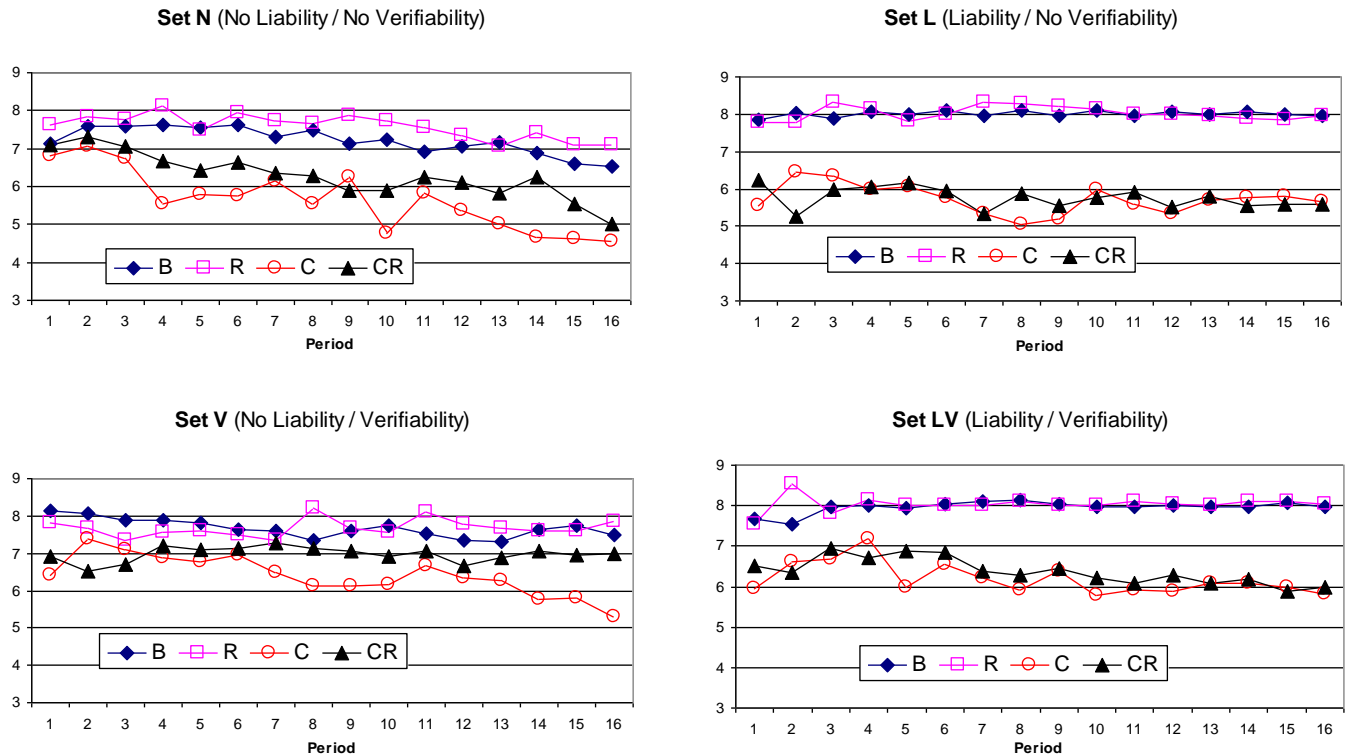 Set N (No Liability / No Verifiability)
9
8
7
6
5
4
3
B R C CR
1 2 3 4 5 6 7 8 9 10 11 12 13 14 15 16
Period
Set L (Liability / No Verifiability)
9
8
7
6
5
4
3
B R C CR
1 2 3 4 5 6 7 8 9 10 11 12 13 14 15 16
Period
Set V (No Liability / Verifiability)
9
8
7
6
5
4
3
B R C CR
1 2 3 4 5 6 7 8 9 10 11 12 13 14 15 16
Period
Set LV (Liability / Verifiability)
9
8
7
6
5
4
3
B R C CR
1 2 3 4 5 6 7 8 9 10 11 12 13 14 15 16
Period